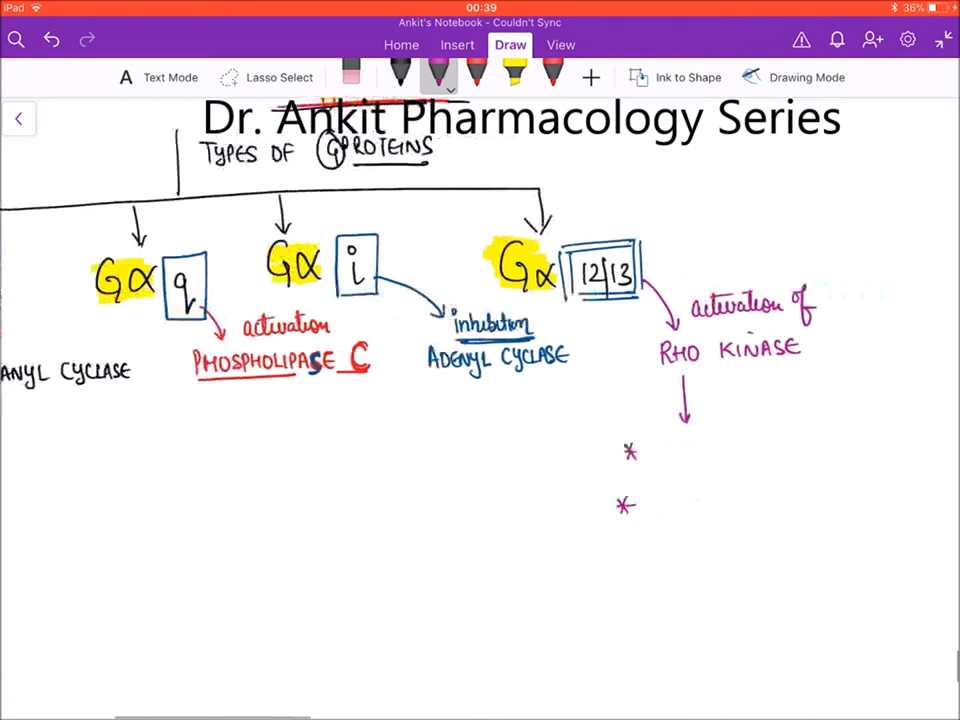 iPad
00:39
36%
Ankit's Notebook - Couldn't Sync
Home
Insert
Draw
View
A
Text Mode
Lasso Select
Ink to Shape
Drawing Mode
Dr. Ankit Pharmacology Series
TYPES OF G PROTEINS
Gα q
Gα i
Gα 12/13
activation
PHOSPHOLIPASE C
inhibition
ADENYL CYCLASE
activation of
RHO KINASE
ANYL CYCLASE
*
*